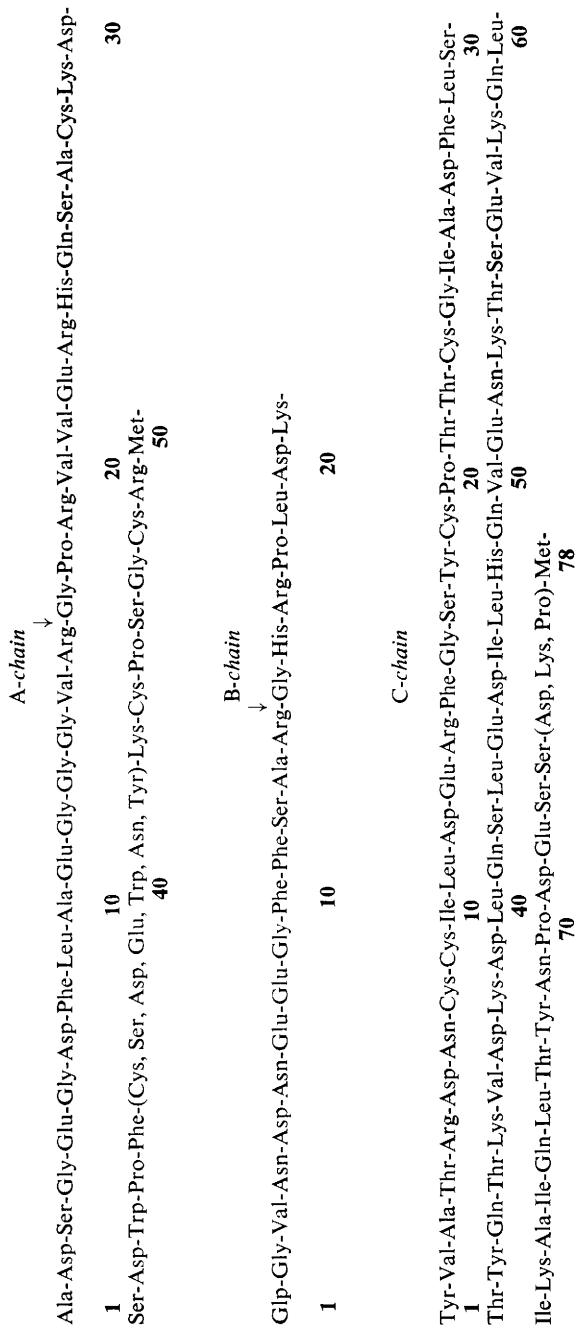 A-chain
↓
Ala-Asp-Ser-Gly-Glu-Gly-Asp-Phe-Leu-Ala-Glu-Gly-Gly-Gly-Val-Arg-Gly-Pro-Arg-Val-Val-Glu-Arg-His-Gln-Ser-Ala-Cys-Lys-Asp-
1 10 20 30
Ser-Asp-Trp-Pro-Phe-(Cys, Ser, Asp, Glu, Trp, Asn, Tyr)-Lys-Cys-Pro-Ser-Gly-Cys-Arg-Met-
40 50
B-chain
↓
Glp-Gly-Val-Asn-Asp-Asn-Glu-Glu-Gly-Phe-Phe-Ser-Ala-Arg-Gly-His-Arg-Pro-Leu-Asp-Lys-
1 10 20
C-chain
Tyr-Val-Ala-Thr-Arg-Asp-Asn-Cys-Cys-Ile-Leu-Asp-Glu-Arg-Phe-Gly-Ser-Tyr-Cys-Pro-Thr-Thr-Cys-Gly-Ile-Ala-Asp-Phe-Leu-Ser-
1 10 20 30
Thr-Tyr-Gln-Thr-Lys-Val-Asp-Lys-Asp-Leu-Gln-Ser-Leu-Glu-Asp-Ile-Leu-His-Gln-Val-Glu-Asn-Lys-Thr-Ser-Glu-Val-Lys-Gln-Leu-
40 50 60
Ile-Lys-Ala-Ile-Gln-Leu-Thr-Tyr-Asn-Pro-Asp-Glu-Ser-Ser-(Asp, Lys, Pro)-Met-
70 78